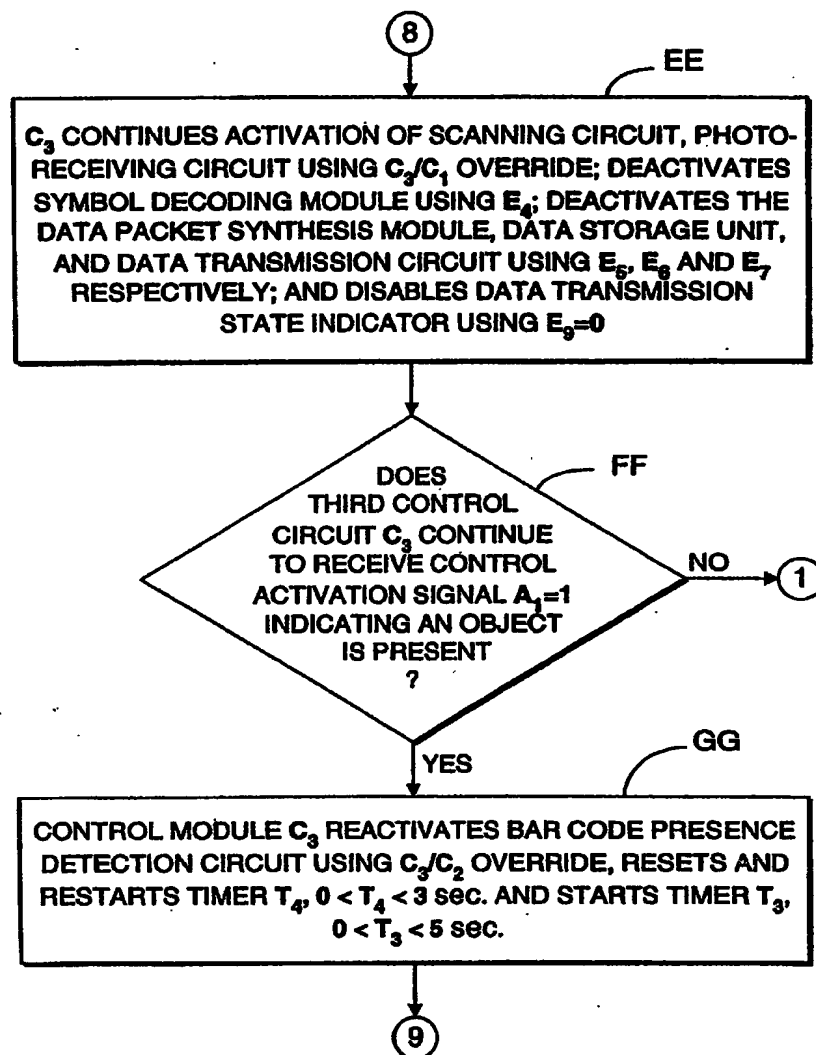 8
EE
C₃ CONTINUES ACTIVATION OF SCANNING CIRCUIT, PHOTO-
RECEIVING CIRCUIT USING C₃/C₁ OVERRIDE; DEACTIVATES
SYMBOL DECODING MODULE USING E₄; DEACTIVATES THE
DATA PACKET SYNTHESIS MODULE, DATA STORAGE UNIT,
AND DATA TRANSMISSION CIRCUIT USING E₅, E₆ AND E₇
RESPECTIVELY; AND DISABLES DATA TRANSMISSION
STATE INDICATOR USING E₉=0
FF
DOES
THIRD CONTROL
CIRCUIT C₃ CONTINUE
TO RECEIVE CONTROL
ACTIVATION SIGNAL A₁=1
INDICATING AN OBJECT
IS PRESENT
?
NO
1
YES
GG
CONTROL MODULE C₃ REACTIVATES BAR CODE PRESENCE
DETECTION CIRCUIT USING C₃/C₂ OVERRIDE, RESETS AND
RESTARTS TIMER T₄, 0 < T₄ < 3 sec. AND STARTS TIMER T₃,
0 < T₃ < 5 sec.
9